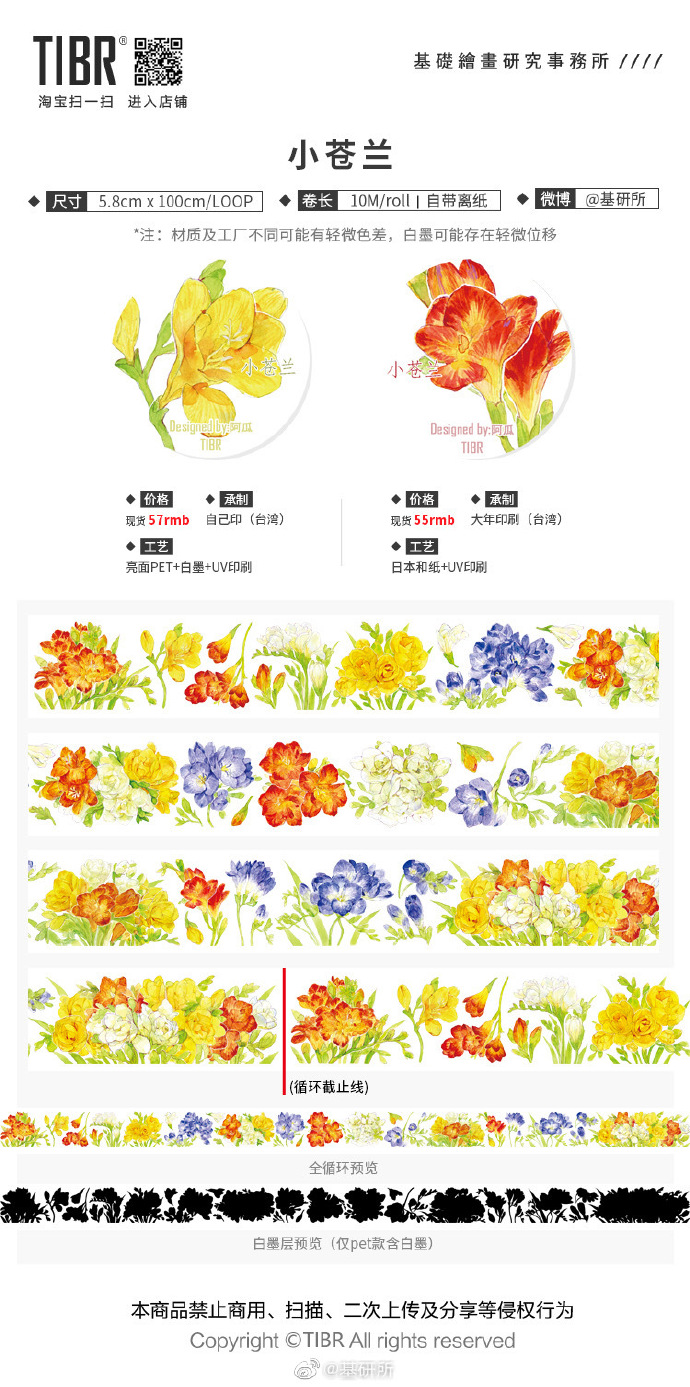 TIBR®
淘宝扫一扫 进入店铺
基礎繪畫研究事務所 ////
小苍兰
◆ 尺寸 5.8cm x 100cm/LOOP ◆ 卷长 10M/roll | 自带离纸 ◆ 微博 @基研所
*注：材质及工厂不同可能有轻微色差，白墨可能存在轻微位移
小苍兰
Designed by:阿瓜
TIBR
小苍兰
Designed by:阿瓜
TIBR
◆ 价格 ◆ 承制
现货 57rmb 自己印（台湾）
◆ 工艺
亮面PET+白墨+UV印刷
◆ 价格 ◆ 承制
现货 55rmb 大年印刷（台湾）
◆ 工艺
日本和纸+UV印刷
(循环截止线)
全循环预览
白墨层预览（仅pet款含白墨）
本商品禁止商用、扫描、二次上传及分享等侵权行为
Copyright ©TIBR All rights reserved
@基研所